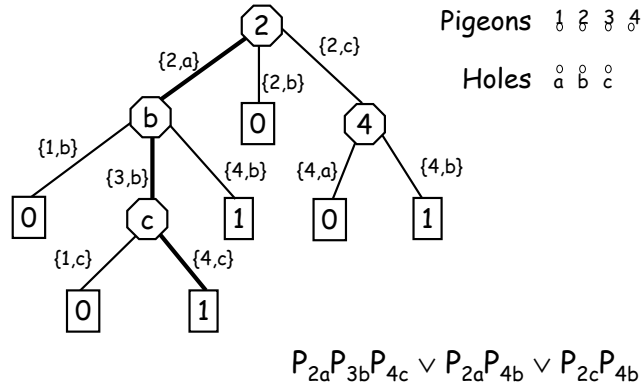 2
Pigeons 1 2 3 4
{2,a} {2,b} {2,c}
Holes a b c
b 0 4
{1,b} {3,b} {4,b} {4,a} {4,b}
0 c 1 0 1
{1,c} {4,c}
0 1
P2aP3bP4c ∨ P2aP4b ∨ P2cP4b